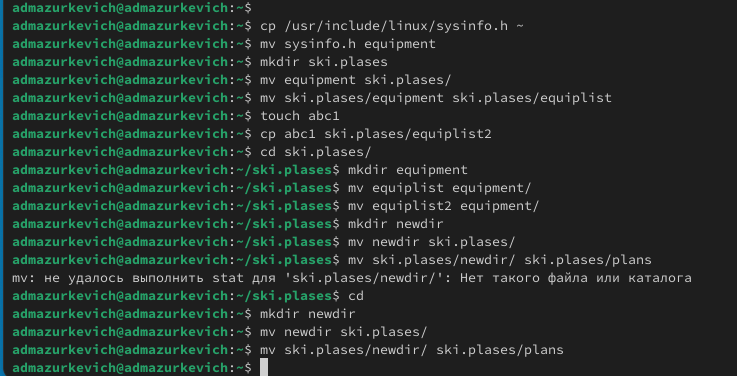 admazurkevich@admazurkevich:~$
admazurkevich@admazurkevich:~$ cp /usr/include/linux/sysinfo.h ~
admazurkevich@admazurkevich:~$ mv sysinfo.h equipment
admazurkevich@admazurkevich:~$ mkdir ski.plases
admazurkevich@admazurkevich:~$ mv equipment ski.plases/
admazurkevich@admazurkevich:~$ mv ski.plases/equipment ski.plases/equiplist
admazurkevich@admazurkevich:~$ touch abc1
admazurkevich@admazurkevich:~$ cp abc1 ski.plases/equiplist2
admazurkevich@admazurkevich:~$ cd ski.plases/
admazurkevich@admazurkevich:~/ski.plases$ mkdir equipment
admazurkevich@admazurkevich:~/ski.plases$ mv equiplist equipment/
admazurkevich@admazurkevich:~/ski.plases$ mv equiplist2 equipment/
admazurkevich@admazurkevich:~/ski.plases$ mkdir newdir
admazurkevich@admazurkevich:~/ski.plases$ mv newdir ski.plases/
admazurkevich@admazurkevich:~/ski.plases$ mv ski.plases/newdir/ ski.plases/plans
mv: не удалось выполнить stat для 'ski.plases/newdir/': Нет такого файла или каталога
admazurkevich@admazurkevich:~/ski.plases$ cd
admazurkevich@admazurkevich:~$ mkdir newdir
admazurkevich@admazurkevich:~$ mv newdir ski.plases/
admazurkevich@admazurkevich:~$ mv ski.plases/newdir/ ski.plases/plans
admazurkevich@admazurkevich:~$